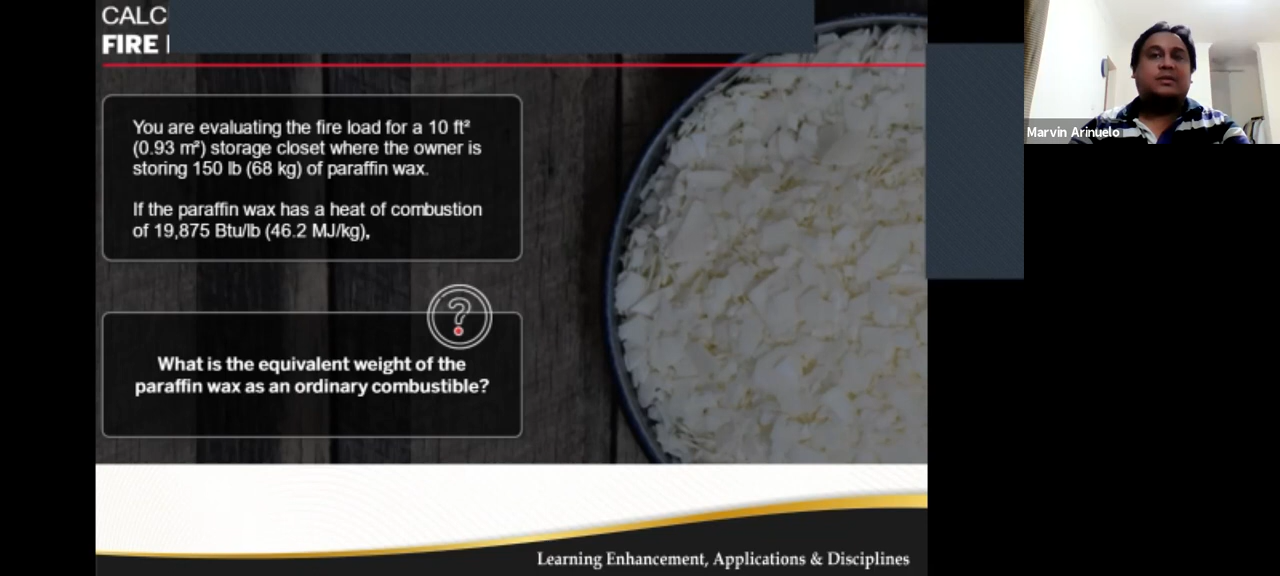 CALC
FIRE
You are evaluating the fire load for a 10 ft²
(0.93 m²) storage closet where the owner is
storing 150 lb (68 kg) of paraffin wax.
If the paraffin wax has a heat of combustion
of 19,875 Btu/lb (46.2 MJ/kg),
?
What is the equivalent weight of the
paraffin wax as an ordinary combustible?
Learning Enhancement, Applications & Disciplines
Marvin Arinuelo